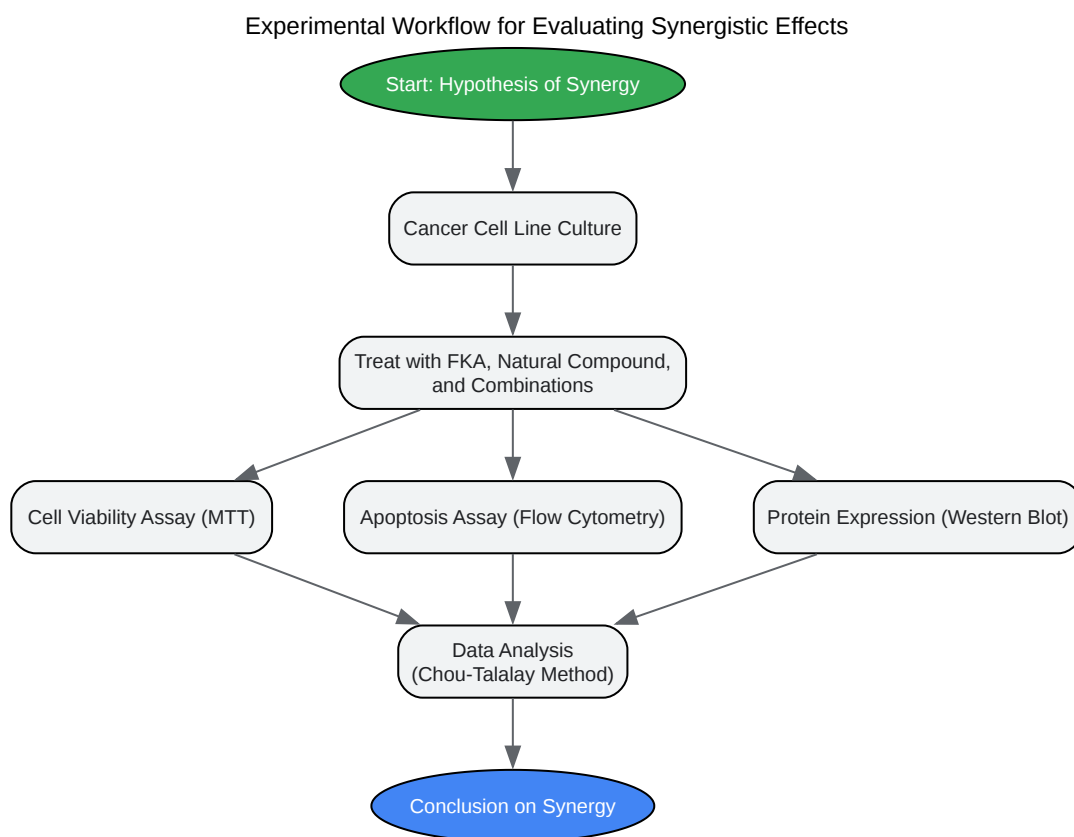 Experimental Workflow for Evaluating Synergistic Effects
Start: Hypothesis of Synergy
Cancer Cell Line Culture
Treat with FKA, Natural Compound,
and Combinations
Cell Viability Assay (MTT)
Apoptosis Assay (Flow Cytometry)
Protein Expression (Western Blot)
Data Analysis
(Chou-Talalay Method)
Conclusion on Synergy